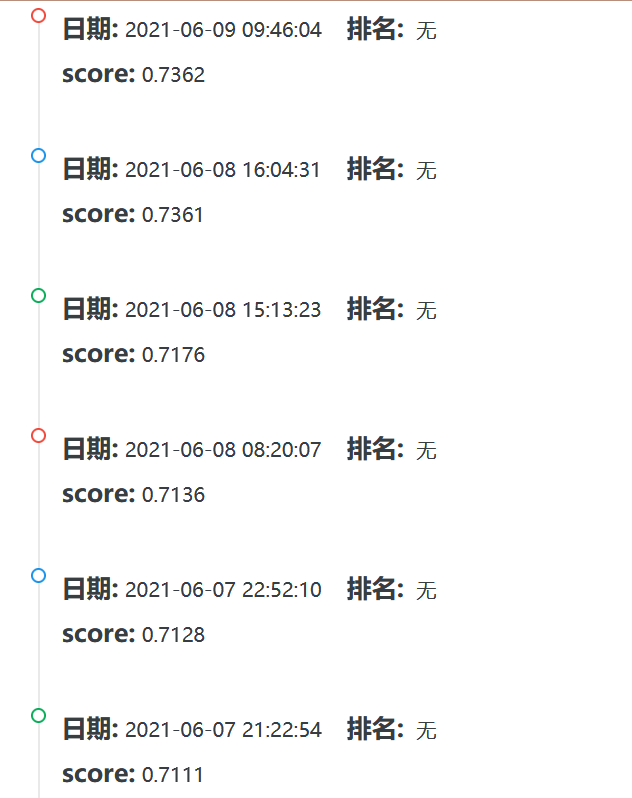 日期: 2021-06-09 09:46:04 排名: 无
score: 0.7362
日期: 2021-06-08 16:04:31 排名: 无
score: 0.7361
日期: 2021-06-08 15:13:23 排名: 无
score: 0.7176
日期: 2021-06-08 08:20:07 排名: 无
score: 0.7136
日期: 2021-06-07 22:52:10 排名: 无
score: 0.7128
日期: 2021-06-07 21:22:54 排名: 无
score: 0.7111